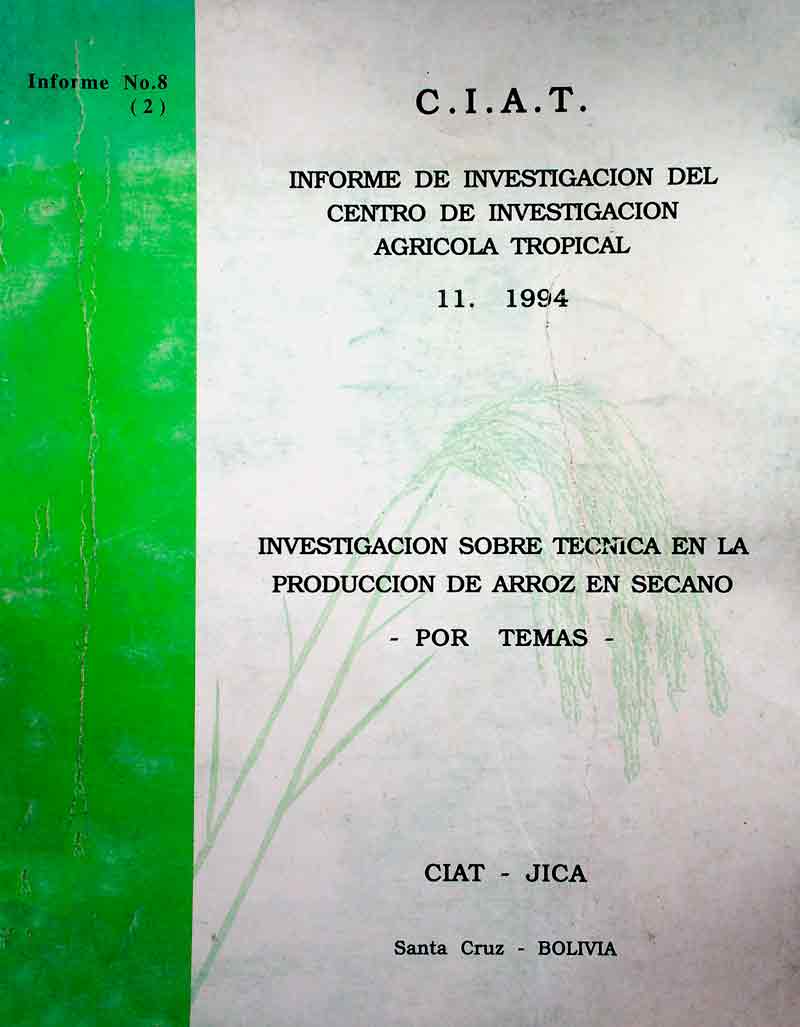 Informe No.8
(2)
C.I.A.T.
INFORME DE INVESTIGACION DEL
CENTRO DE INVESTIGACION
AGRICOLA TROPICAL
11. 1994
INVESTIGACION SOBRE TECNICA EN LA
PRODUCCION DE ARROZ EN SECANO
- POR TEMAS -
CIAT - JICA
Santa Cruz - BOLIVIA